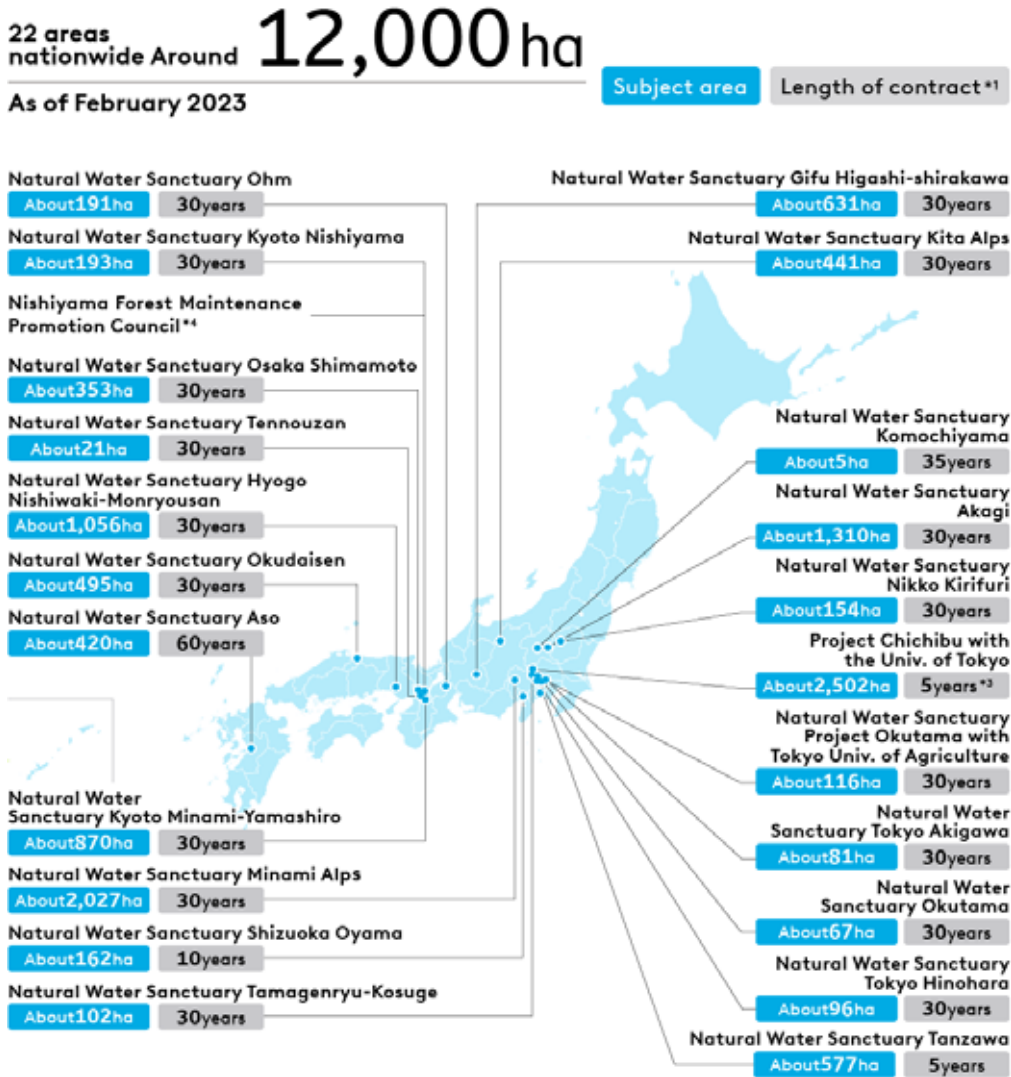 22 areas
nationwide Around 12,000ha
As of February 2023
Subject area
Length of contract*1
Natural Water Sanctuary Ohm
About191ha 30years
Natural Water Sanctuary Kyoto Nishiyama
About193ha 30years
Nishiyama Forest Maintenance
Promotion Council*4
Natural Water Sanctuary Osaka Shimamoto
About353ha 30years
Natural Water Sanctuary Tennouzan
About21ha 30years
Natural Water Sanctuary Hyogo
Nishiwaki-Monryousan
About1,056ha 30years
Natural Water Sanctuary Okudaisen
About495ha 30years
Natural Water Sanctuary Aso
About420ha 60years
Natural Water
Sanctuary Kyoto Minami-Yamashiro
About870ha 30years
Natural Water Sanctuary Minami Alps
About2,027ha 30years
Natural Water Sanctuary Shizuoka Oyama
About162ha 10years
Natural Water Sanctuary Tamagenryu-Kosuge
About102ha 30years
Natural Water Sanctuary Gifu Higashi-shirakawa
About631ha 30years
Natural Water Sanctuary Kita Alps
About441ha 30years
Natural Water Sanctuary
Komochiyama
About5ha 35years
Natural Water Sanctuary
Akagi
About1,310ha 30years
Natural Water Sanctuary
Nikko Kirifuri
About154ha 30years
Project Chichibu with
the Univ. of Tokyo
About2,502ha 5years*3
Natural Water Sanctuary
Project Okutama with
Tokyo Univ. of Agriculture
About116ha 30years
Natural Water
Sanctuary Tokyo Akigawa
About81ha 30years
Natural Water
Sanctuary Okutama
About67ha 30years
Natural Water Sanctuary
Tokyo Hinohara
About96ha 30years
Natural Water Sanctuary Tanzawa
About577ha 5years